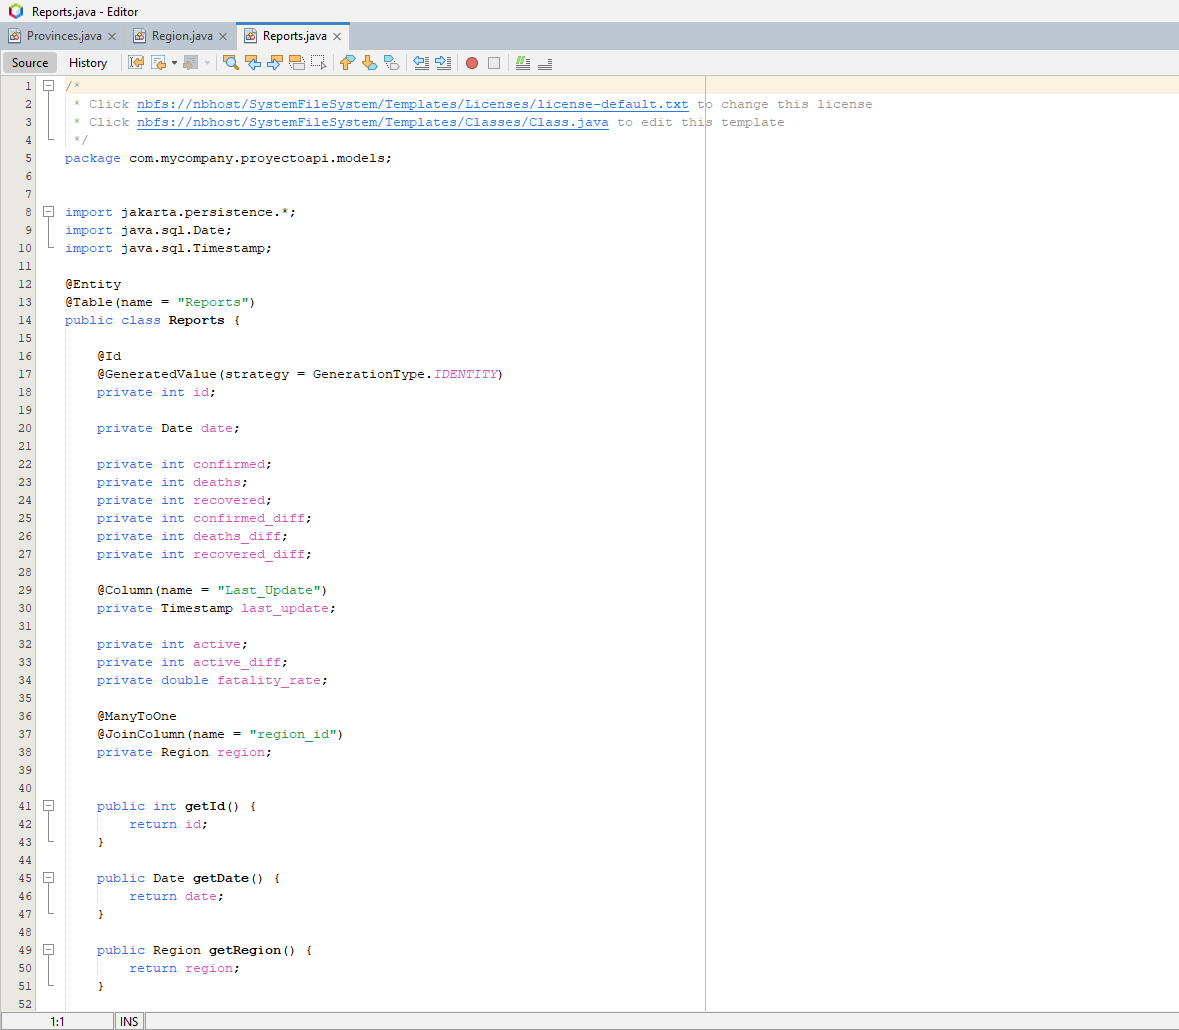 Reports.java - Editor
Provinces.java Region.java Reports.java
Source History
1 /*
2 * Click nbfs://nbhost/SystemFileSystem/Templates/Licenses/license-default.txt to change this license
3 * Click nbfs://nbhost/SystemFileSystem/Templates/Classes/Class.java to edit this template
4 */
5 package com.mycompany.proyectoapi.models;
6
7
8 import jakarta.persistence.*;
9 import java.sql.Date;
10 import java.sql.Timestamp;
11
12 @Entity
13 @Table(name = "Reports")
14 public class Reports {
15
16 @Id
17 @GeneratedValue(strategy = GenerationType.IDENTITY)
18 private int id;
19
20 private Date date;
21
22 private int confirmed;
23 private int deaths;
24 private int recovered;
25 private int confirmed_diff;
26 private int deaths_diff;
27 private int recovered_diff;
28
29 @Column(name = "Last_Update")
30 private Timestamp last_update;
31
32 private int active;
33 private int active_diff;
34 private double fatality_rate;
35
36 @ManyToOne
37 @JoinColumn(name = "region_id")
38 private Region region;
39
40
41 public int getId() {
42 return id;
43 }
44
45 public Date getDate() {
46 return date;
47 }
48
49 public Region getRegion() {
50 return region;
51 }
52
1:1 INS